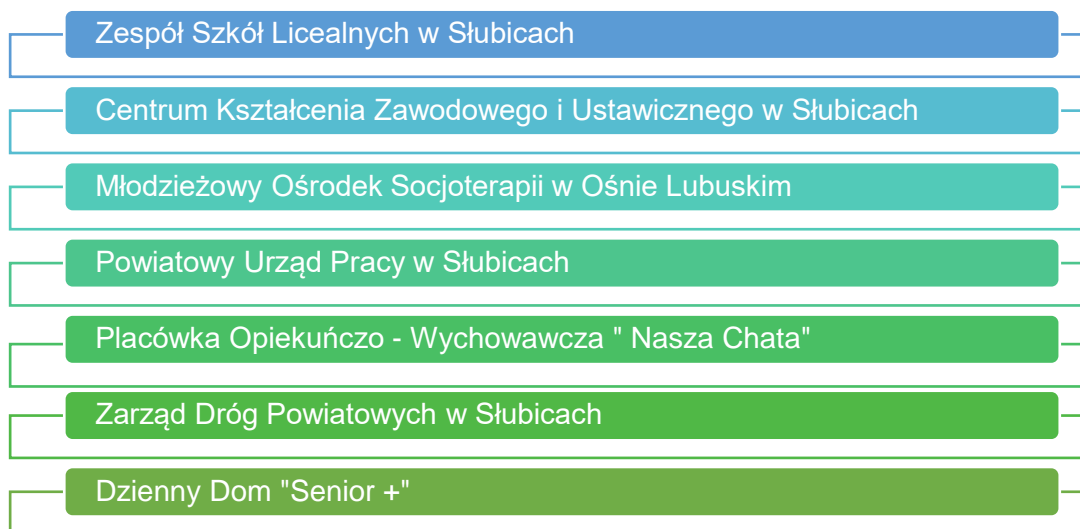 Zespół Szkół Licealnych w Słubicach
Centrum Kształcenia Zawodowego i Ustawicznego w Słubicach
Młodzieżowy Ośrodek Socjoterapii w Ośnie Lubuskim
Powiatowy Urząd Pracy w Słubicach
Placówka Opiekuńczo - Wychowawcza " Nasza Chata"
Zarząd Dróg Powiatowych w Słubicach
Dzienny Dom "Senior +"